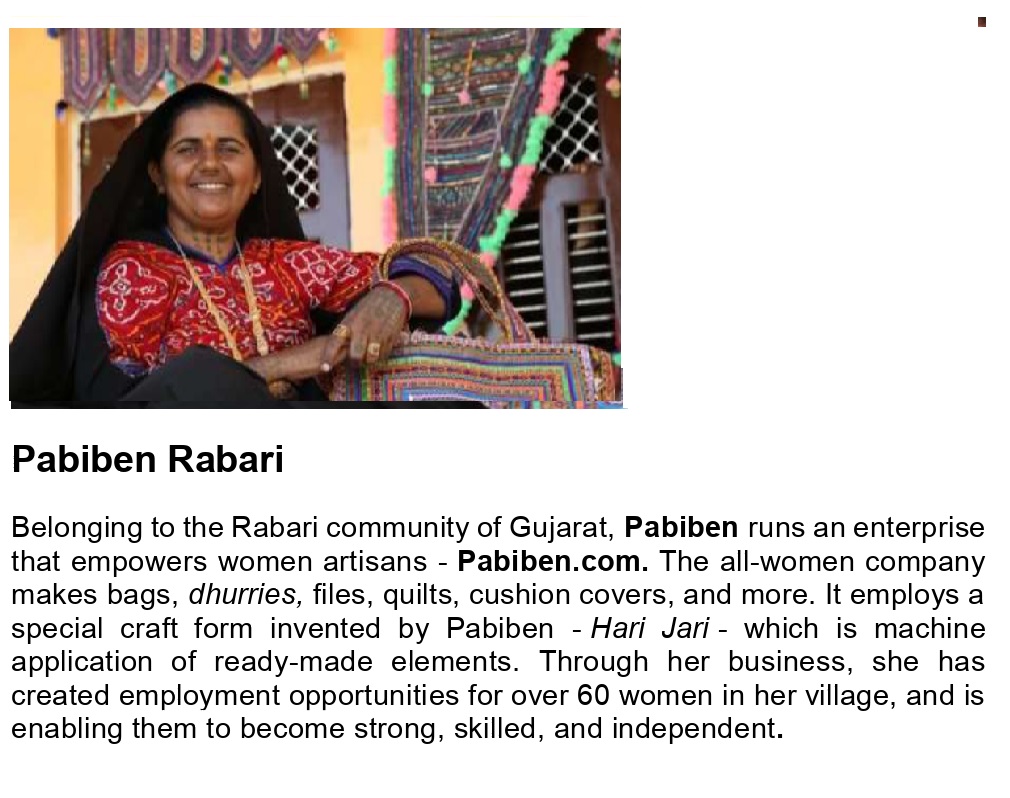 Pabiben Rabari
Belonging to the Rabari community of Gujarat, Pabiben runs an enterprise
that empowers women artisans - Pabiben.com. The all-women company
makes bags, dhurries, files, quilts, cushion covers, and more. It employs a
special craft form invented by Pabiben - Hari Jari - which is machine
application of ready-made elements. Through her business, she has
created employment opportunities for over 60 women in her village, and is
enabling them to become strong, skilled, and independent.